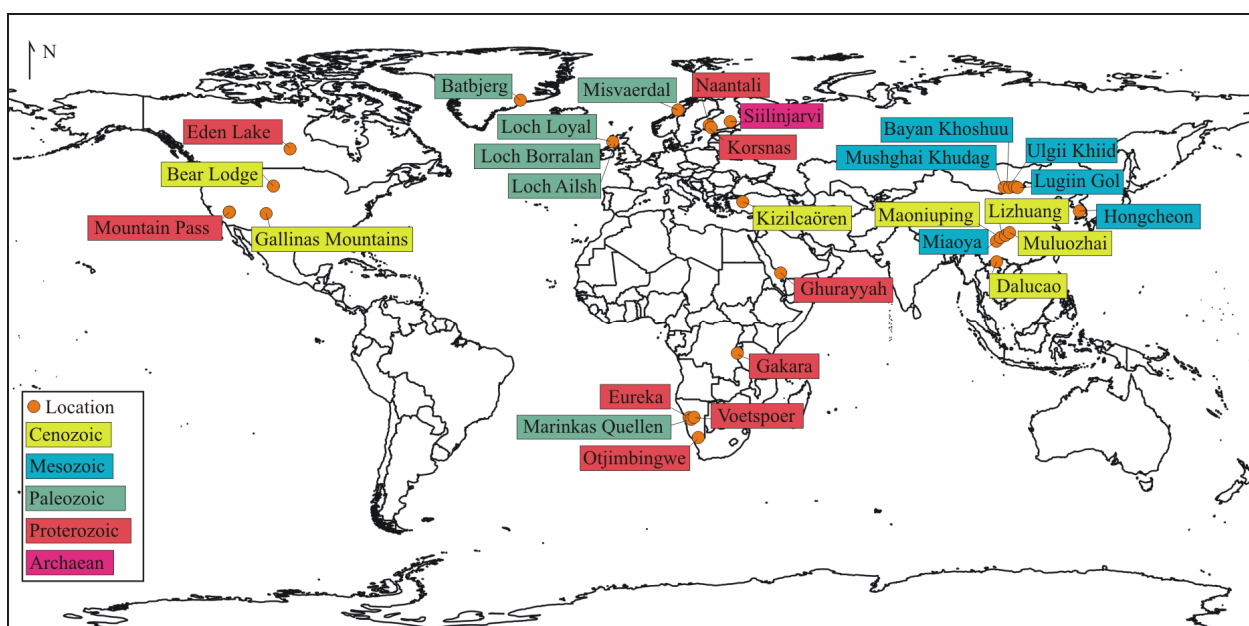 N
Batbjerg
Misvaerdal
Naantali
Siilinjarvi
Eden Lake
Loch Loyal
Korsnas
Bayan Khoshuu
Ulgii Khiid
Loch Borralan
Mushghai Khudag
Lugiin Gol
Bear Lodge
Loch Ailsh
Kizilcaören
Maoniuping
Lizhuang
Hongcheon
Mountain Pass
Gallinas Mountains
Miaoya
Muluozhai
Ghurayyah
Dalucao
Gakara
Eureka
Voetspoer
Marinkas Quellen
Otjimbingwe
Location
Cenozoic
Mesozoic
Paleozoic
Proterozoic
Archaean